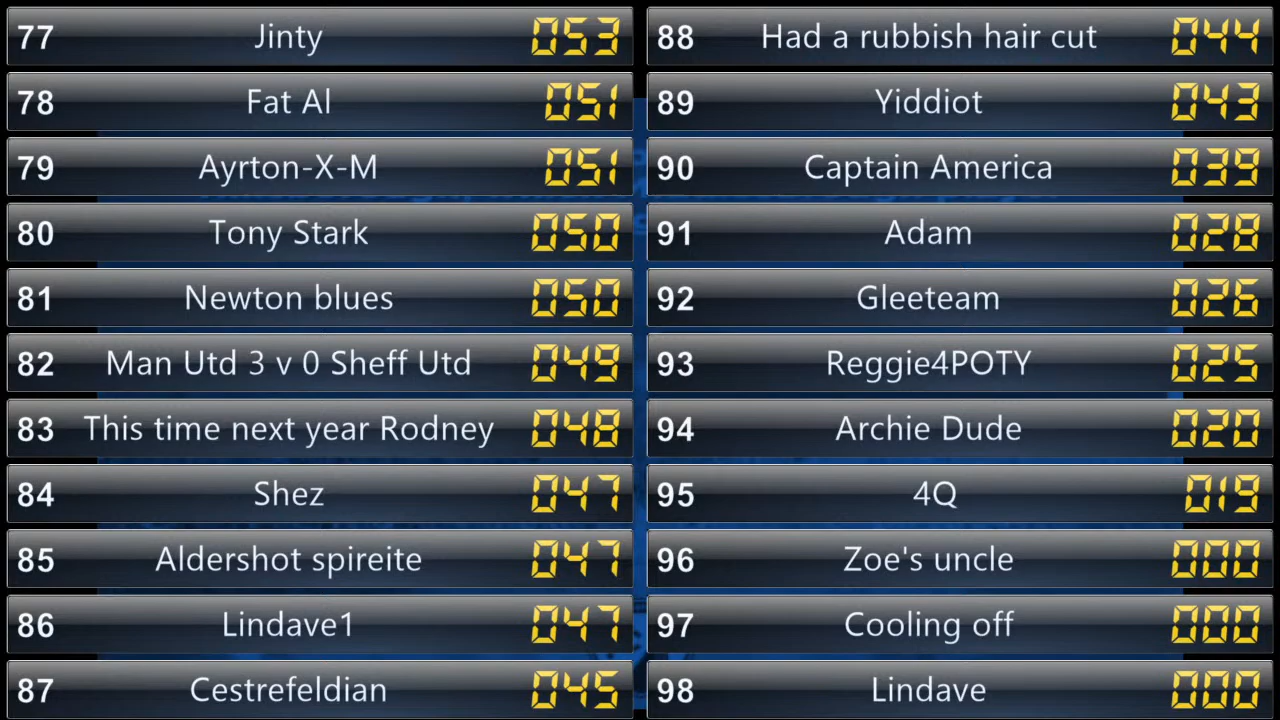 77 Jinty 053
78 Fat Al 051
79 Ayrton-X-M 051
80 Tony Stark 050
81 Newton blues 050
82 Man Utd 3 v 0 Sheff Utd 049
83 This time next year Rodney 048
84 Shez 047
85 Aldershot spireite 047
86 Lindave1 047
87 Cestrefeldian 045
88 Had a rubbish hair cut 044
89 Yiddiot 043
90 Captain America 039
91 Adam 028
92 Gleeteam 026
93 Reggie4POTY 025
94 Archie Dude 020
95 4Q 019
96 Zoe's uncle 000
97 Cooling off 000
98 Lindave 000